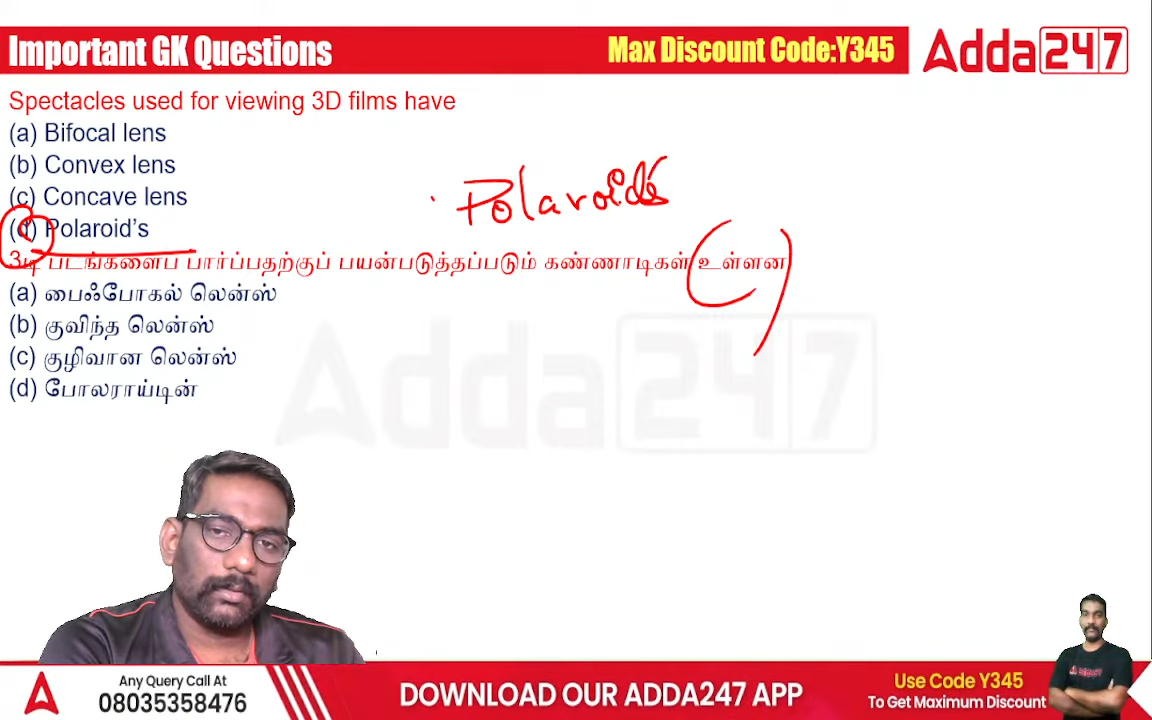 Important GK Questions
Max Discount Code:Y345
Adda247
Spectacles used for viewing 3D films have
(a) Bifocal lens
(b) Convex lens
(c) Concave lens
(d) Polaroid's
Polaroids
3டி படங்களைப் பார்ப்பதற்குப் பயன்படுத்தப்படும் கண்ணாடிகள் உள்ளன
(a) பைஃபோகல் லென்ஸ்
(b) குவிந்த லென்ஸ்
(c) குழிவான லென்ஸ்
(d) போலராய்டின்
Adda247
Any Query Call At
08035358476
DOWNLOAD OUR ADDA247 APP
Use Code Y345
To Get Maximum Discount